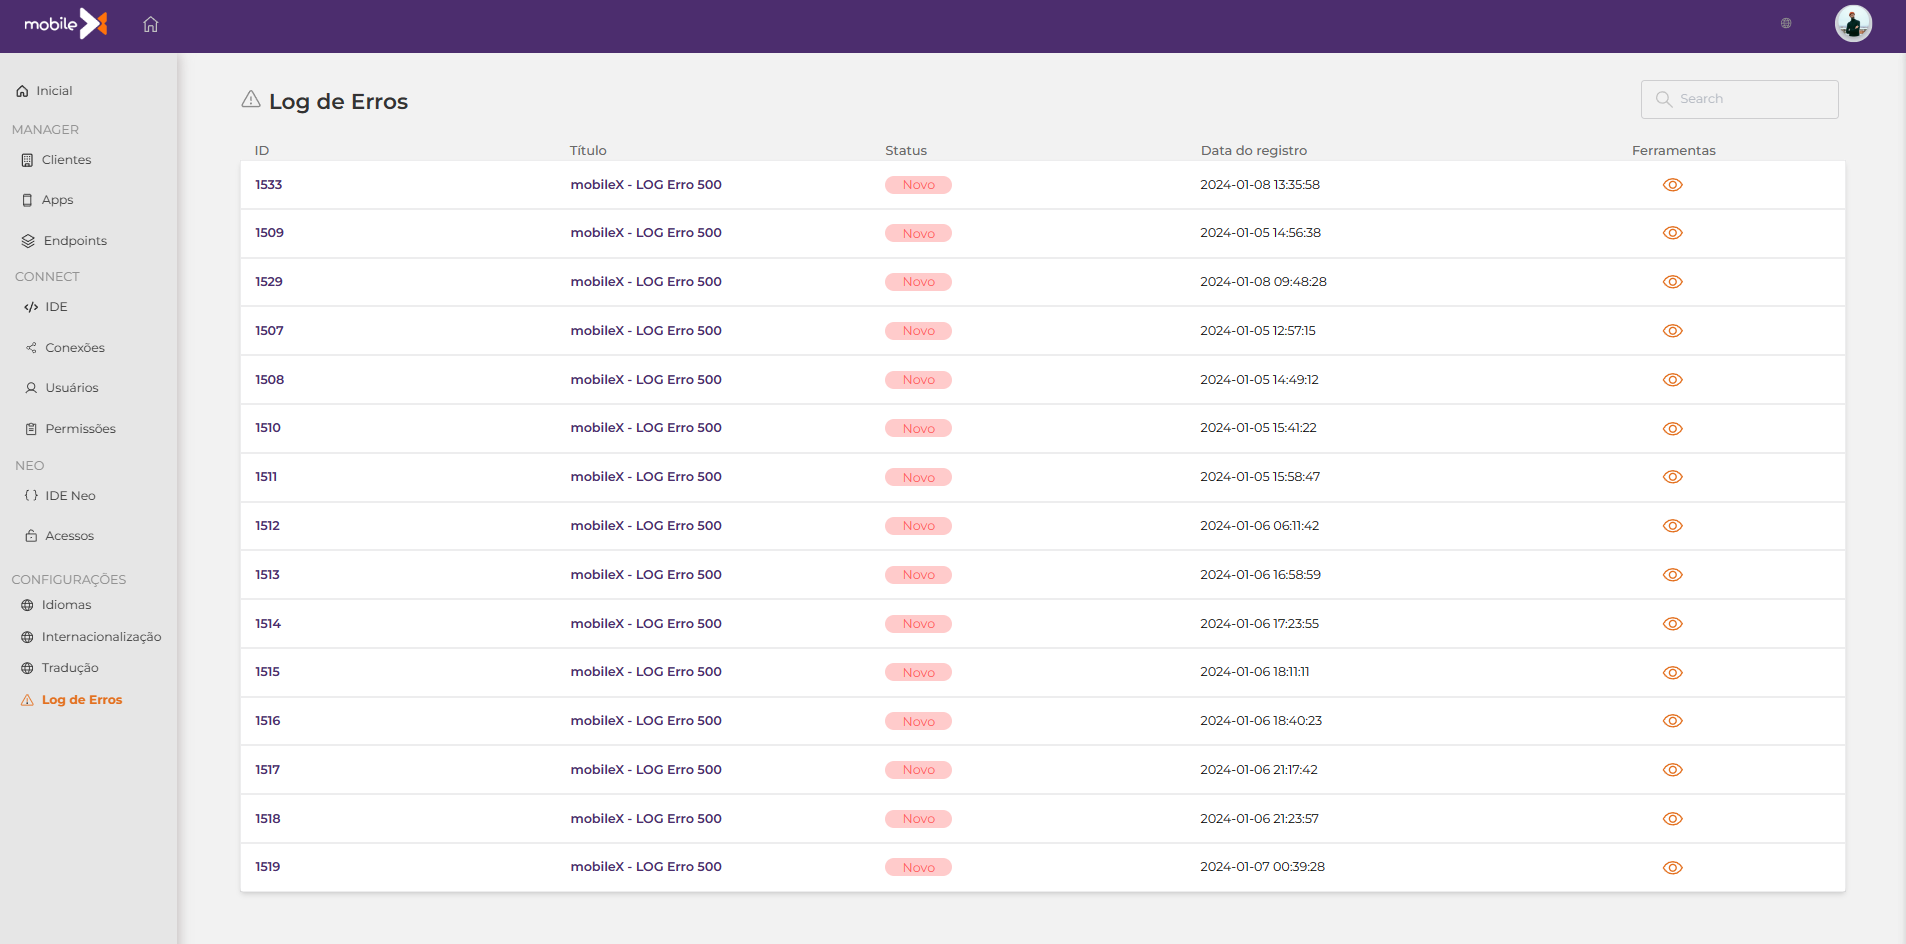 mobile
Inicial
MANAGER
Clientes
Apps
Endpoints
CONNECT
IDE
Conexões
Usuários
Permissões
NEO
IDE Neo
Acessos
CONFIGURAÇÕES
Idiomas
Internacionalização
Tradução
Log de Erros
Log de Erros
Search
ID Título Status Data do registro Ferramentas
1533 mobileX - LOG Erro 500 Novo 2024-01-08 13:35:58
1509 mobileX - LOG Erro 500 Novo 2024-01-05 14:56:38
1529 mobileX - LOG Erro 500 Novo 2024-01-08 09:48:28
1507 mobileX - LOG Erro 500 Novo 2024-01-05 12:57:15
1508 mobileX - LOG Erro 500 Novo 2024-01-05 14:49:12
1510 mobileX - LOG Erro 500 Novo 2024-01-05 15:41:22
1511 mobileX - LOG Erro 500 Novo 2024-01-05 15:58:47
1512 mobileX - LOG Erro 500 Novo 2024-01-06 06:11:42
1513 mobileX - LOG Erro 500 Novo 2024-01-06 16:58:59
1514 mobileX - LOG Erro 500 Novo 2024-01-06 17:23:55
1515 mobileX - LOG Erro 500 Novo 2024-01-06 18:11:11
1516 mobileX - LOG Erro 500 Novo 2024-01-06 18:40:23
1517 mobileX - LOG Erro 500 Novo 2024-01-06 21:17:42
1518 mobileX - LOG Erro 500 Novo 2024-01-06 21:23:57
1519 mobileX - LOG Erro 500 Novo 2024-01-07 00:39:28